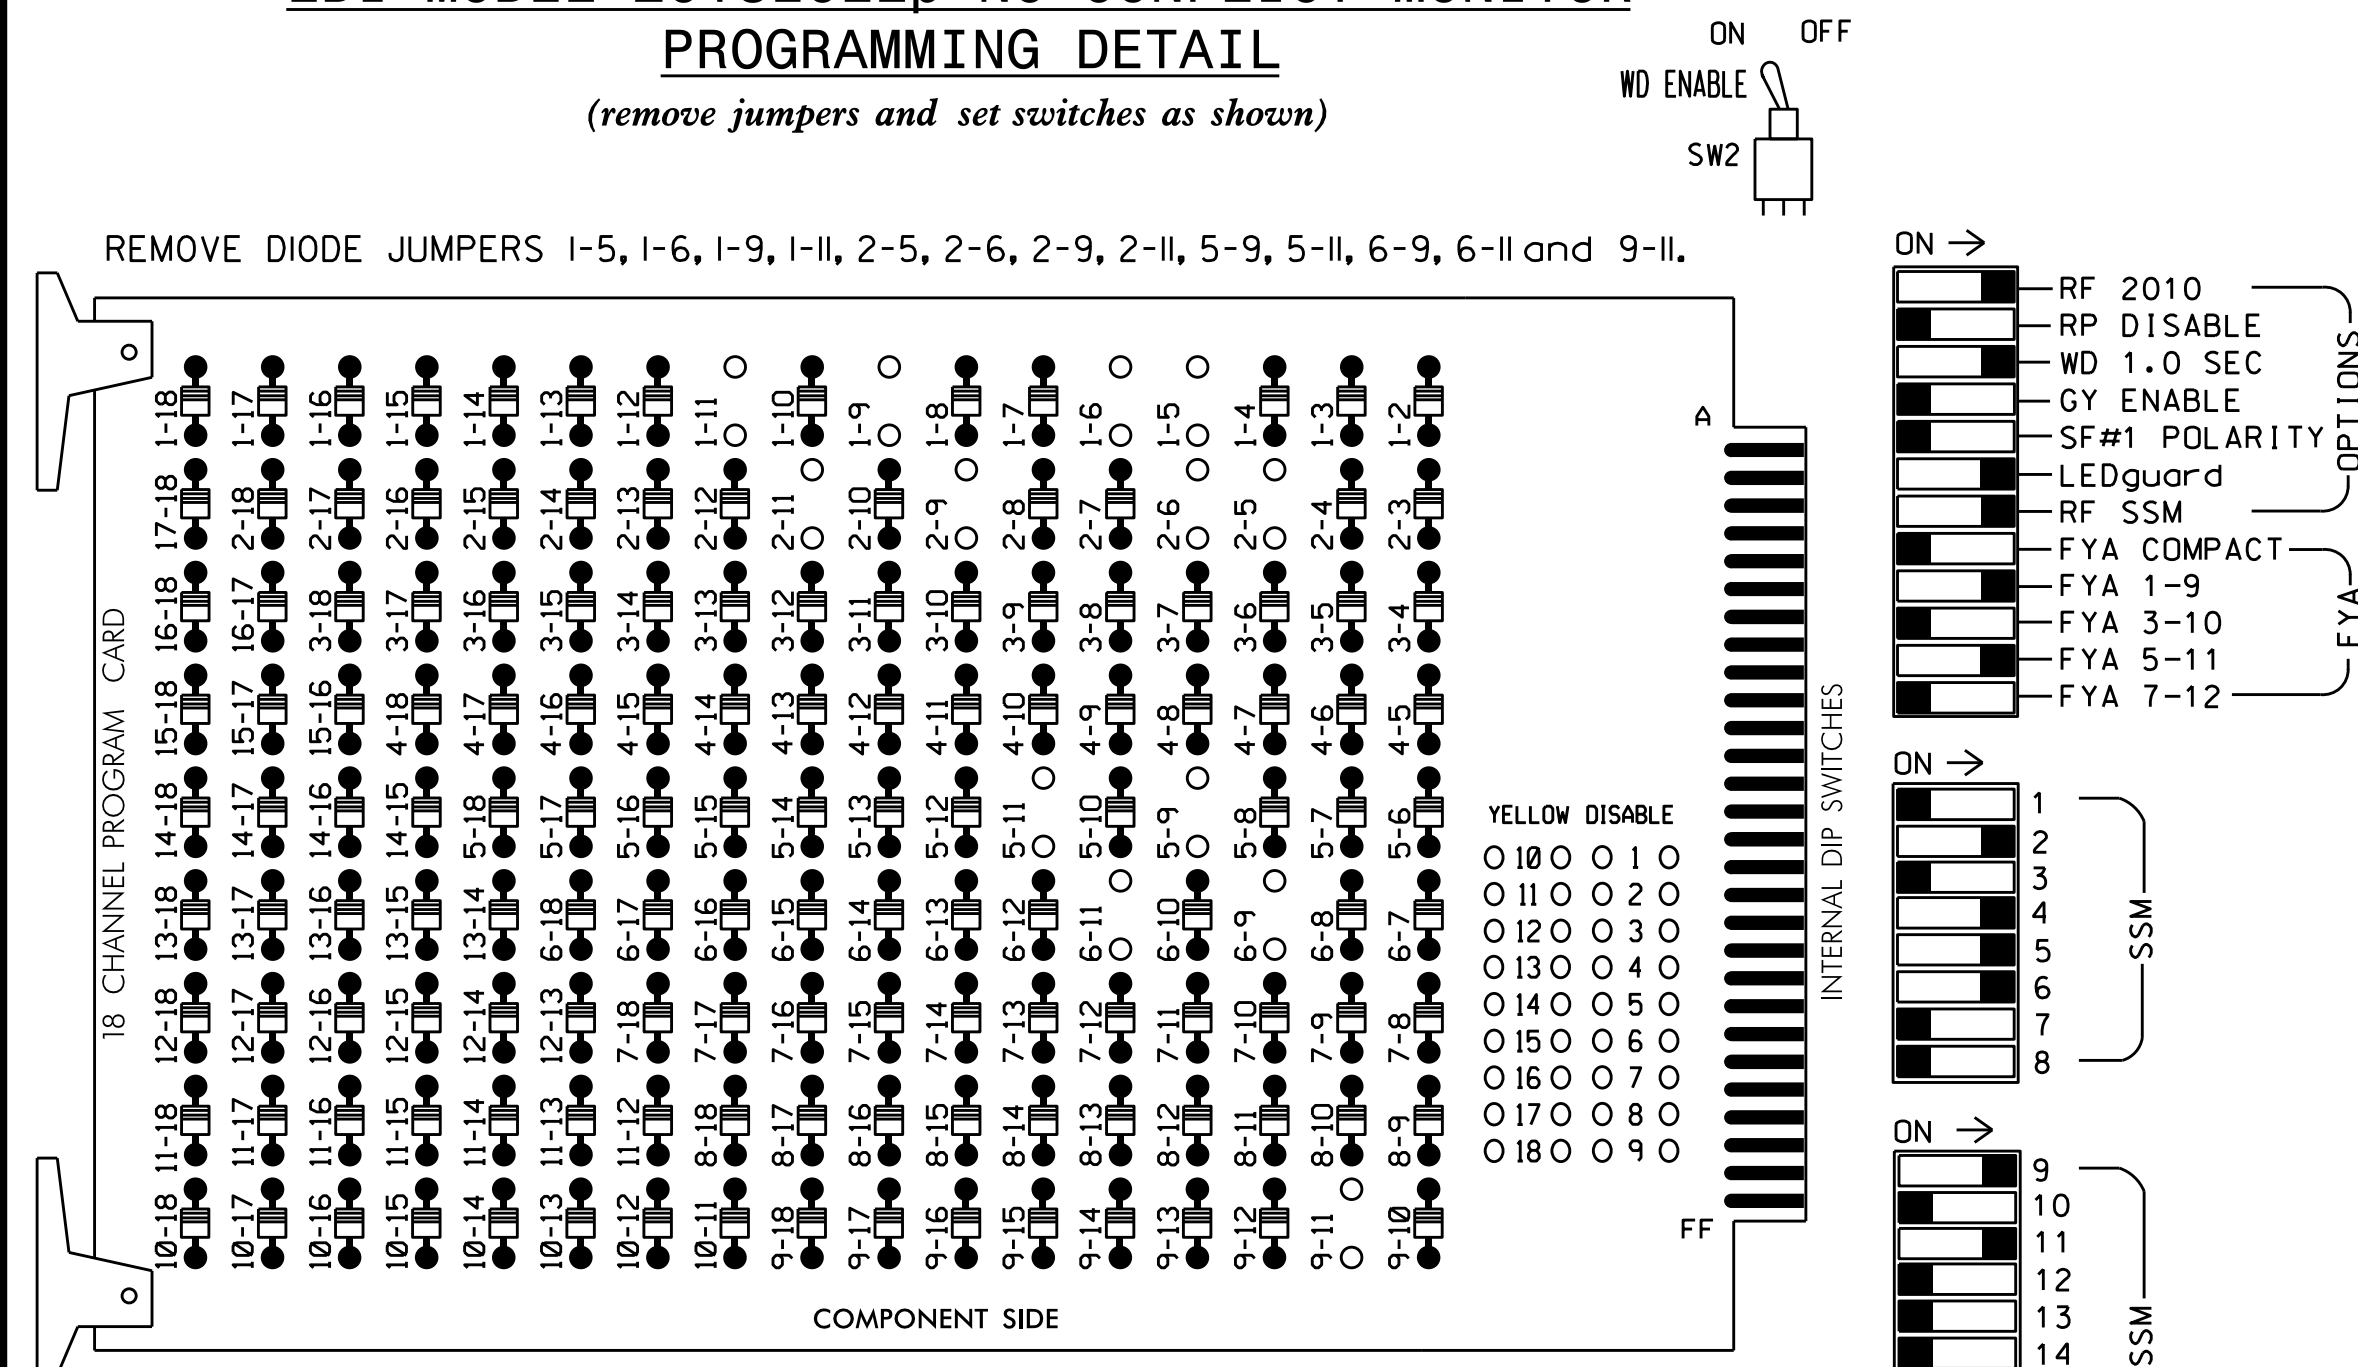 PROGRAMMING DETAIL
(remove jumpers and set switches as shown)
ON OFF
WD ENABLE
SW2
REMOVE DIODE JUMPERS 1-5, 1-6, 1-9, 1-11, 2-5, 2-6, 2-9, 2-11, 5-9, 5-11, 6-9, 6-11 and 9-11.
18 CHANNEL PROGRAM CARD
1-18 1-17 1-16 1-15 1-14 1-13 1-12 1-11 1-10 1-9 1-8 1-7 1-6 1-5 1-4 1-3 1-2
17-18 2-18 2-17 2-16 2-15 2-14 2-13 2-12 2-11 2-10 2-9 2-8 2-7 2-6 2-5 2-4 2-3
16-18 16-17 3-18 3-17 3-16 3-15 3-14 3-13 3-12 3-11 3-10 3-9 3-8 3-7 3-6 3-5 3-4
15-18 15-17 15-16 4-18 4-17 4-16 4-15 4-14 4-13 4-12 4-11 4-10 4-9 4-8 4-7 4-6 4-5
14-18 14-17 14-16 14-15 5-18 5-17 5-16 5-15 5-14 5-13 5-12 5-11 5-10 5-9 5-8 5-7 5-6
13-18 13-17 13-16 13-15 13-14 6-18 6-17 6-16 6-15 6-14 6-13 6-12 6-11 6-10 6-9 6-8 6-7
12-18 12-17 12-16 12-15 12-14 12-13 7-18 7-17 7-16 7-15 7-14 7-13 7-12 7-11 7-10 7-9 7-8
11-18 11-17 11-16 11-15 11-14 11-13 11-12 8-18 8-17 8-16 8-15 8-14 8-13 8-12 8-11 8-10 8-9
10-18 10-17 10-16 10-15 10-14 10-13 10-12 10-11 9-18 9-17 9-16 9-15 9-14 9-13 9-12 9-11 9-10
COMPONENT SIDE
YELLOW DISABLE
10 1
11 2
12 3
13 4
14 5
15 6
16 7
17 8
18 9
A
FF
INTERNAL DIP SWITCHES
ON →
RF 2010
RP DISABLE
WD 1.0 SEC
GY ENABLE
SF#1 POLARITY
LEDguard
RF SSM
FYA COMPACT
FYA 1-9
FYA 3-10
FYA 5-11
FYA 7-12
OPTIONS
FYA
ON →
1
2
3
4
5
6
7
8
SSM
ON →
9
10
11
12
13
14
SSM